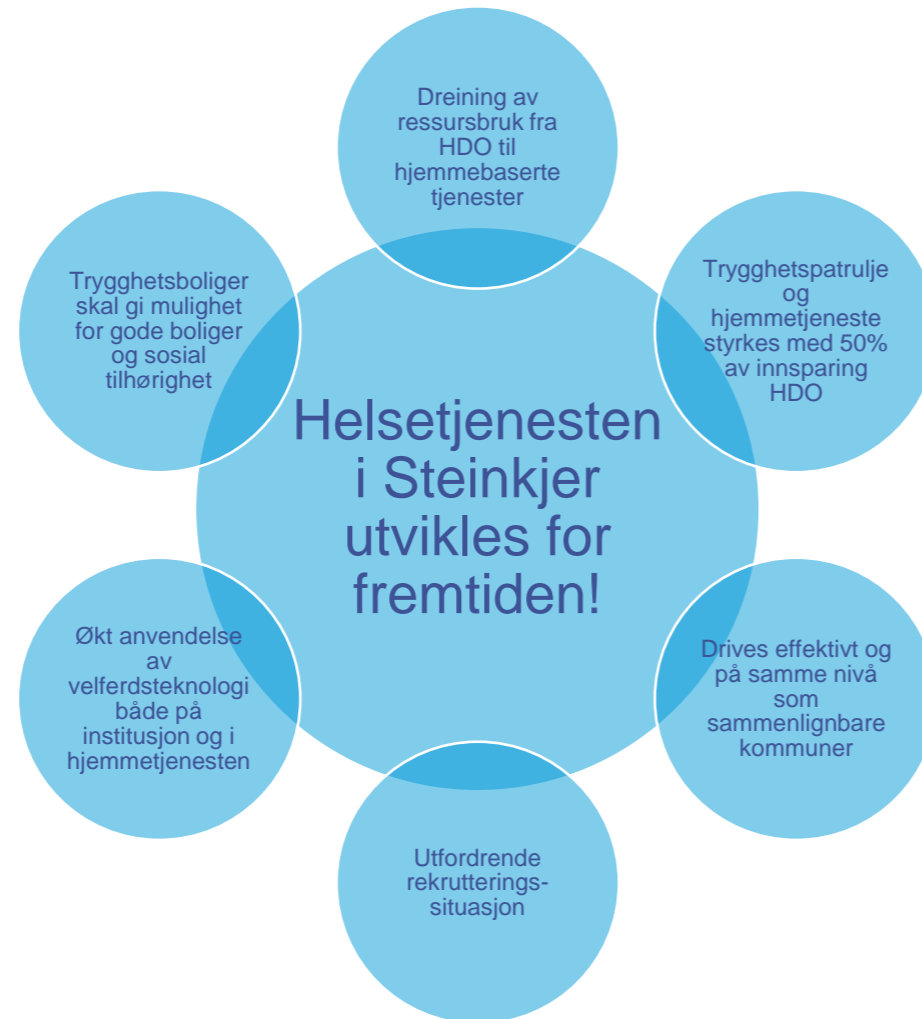 Dreining av
ressursbruk fra
HDO til
hjemmebaserte
tjenester
Trygghetspatrulje
og
hjemmetjeneste
styrkes med 50%
av innsparing
HDO
Drives effektivt og
på samme nivå
som
sammenlignbare
kommuner
Utfordrende
rekrutterings-
situasjon
Økt anvendelse
av
velferdsteknologi
både på
institusjon og i
hjemmetjenesten
Trygghetsboliger
skal gi mulighet
for gode boliger
og sosial
tilhørighet
Helsetjenesten
i Steinkjer
utvikles for
fremtiden!